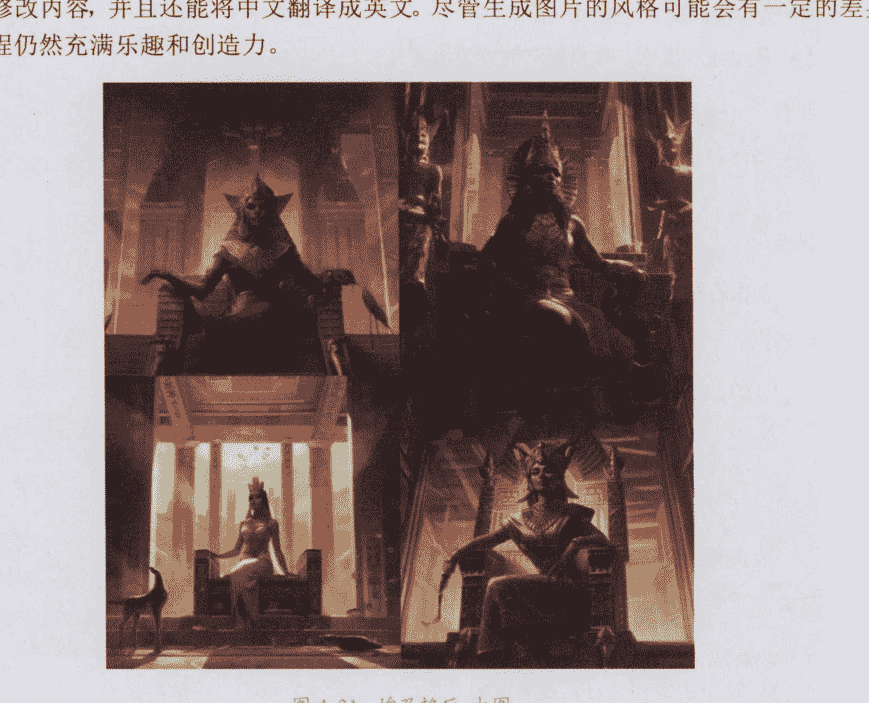 修改内容，并且还能将中文翻译成英文。尽管生成图片的风格可能会有一定的差
程仍然充满乐趣和创造力。